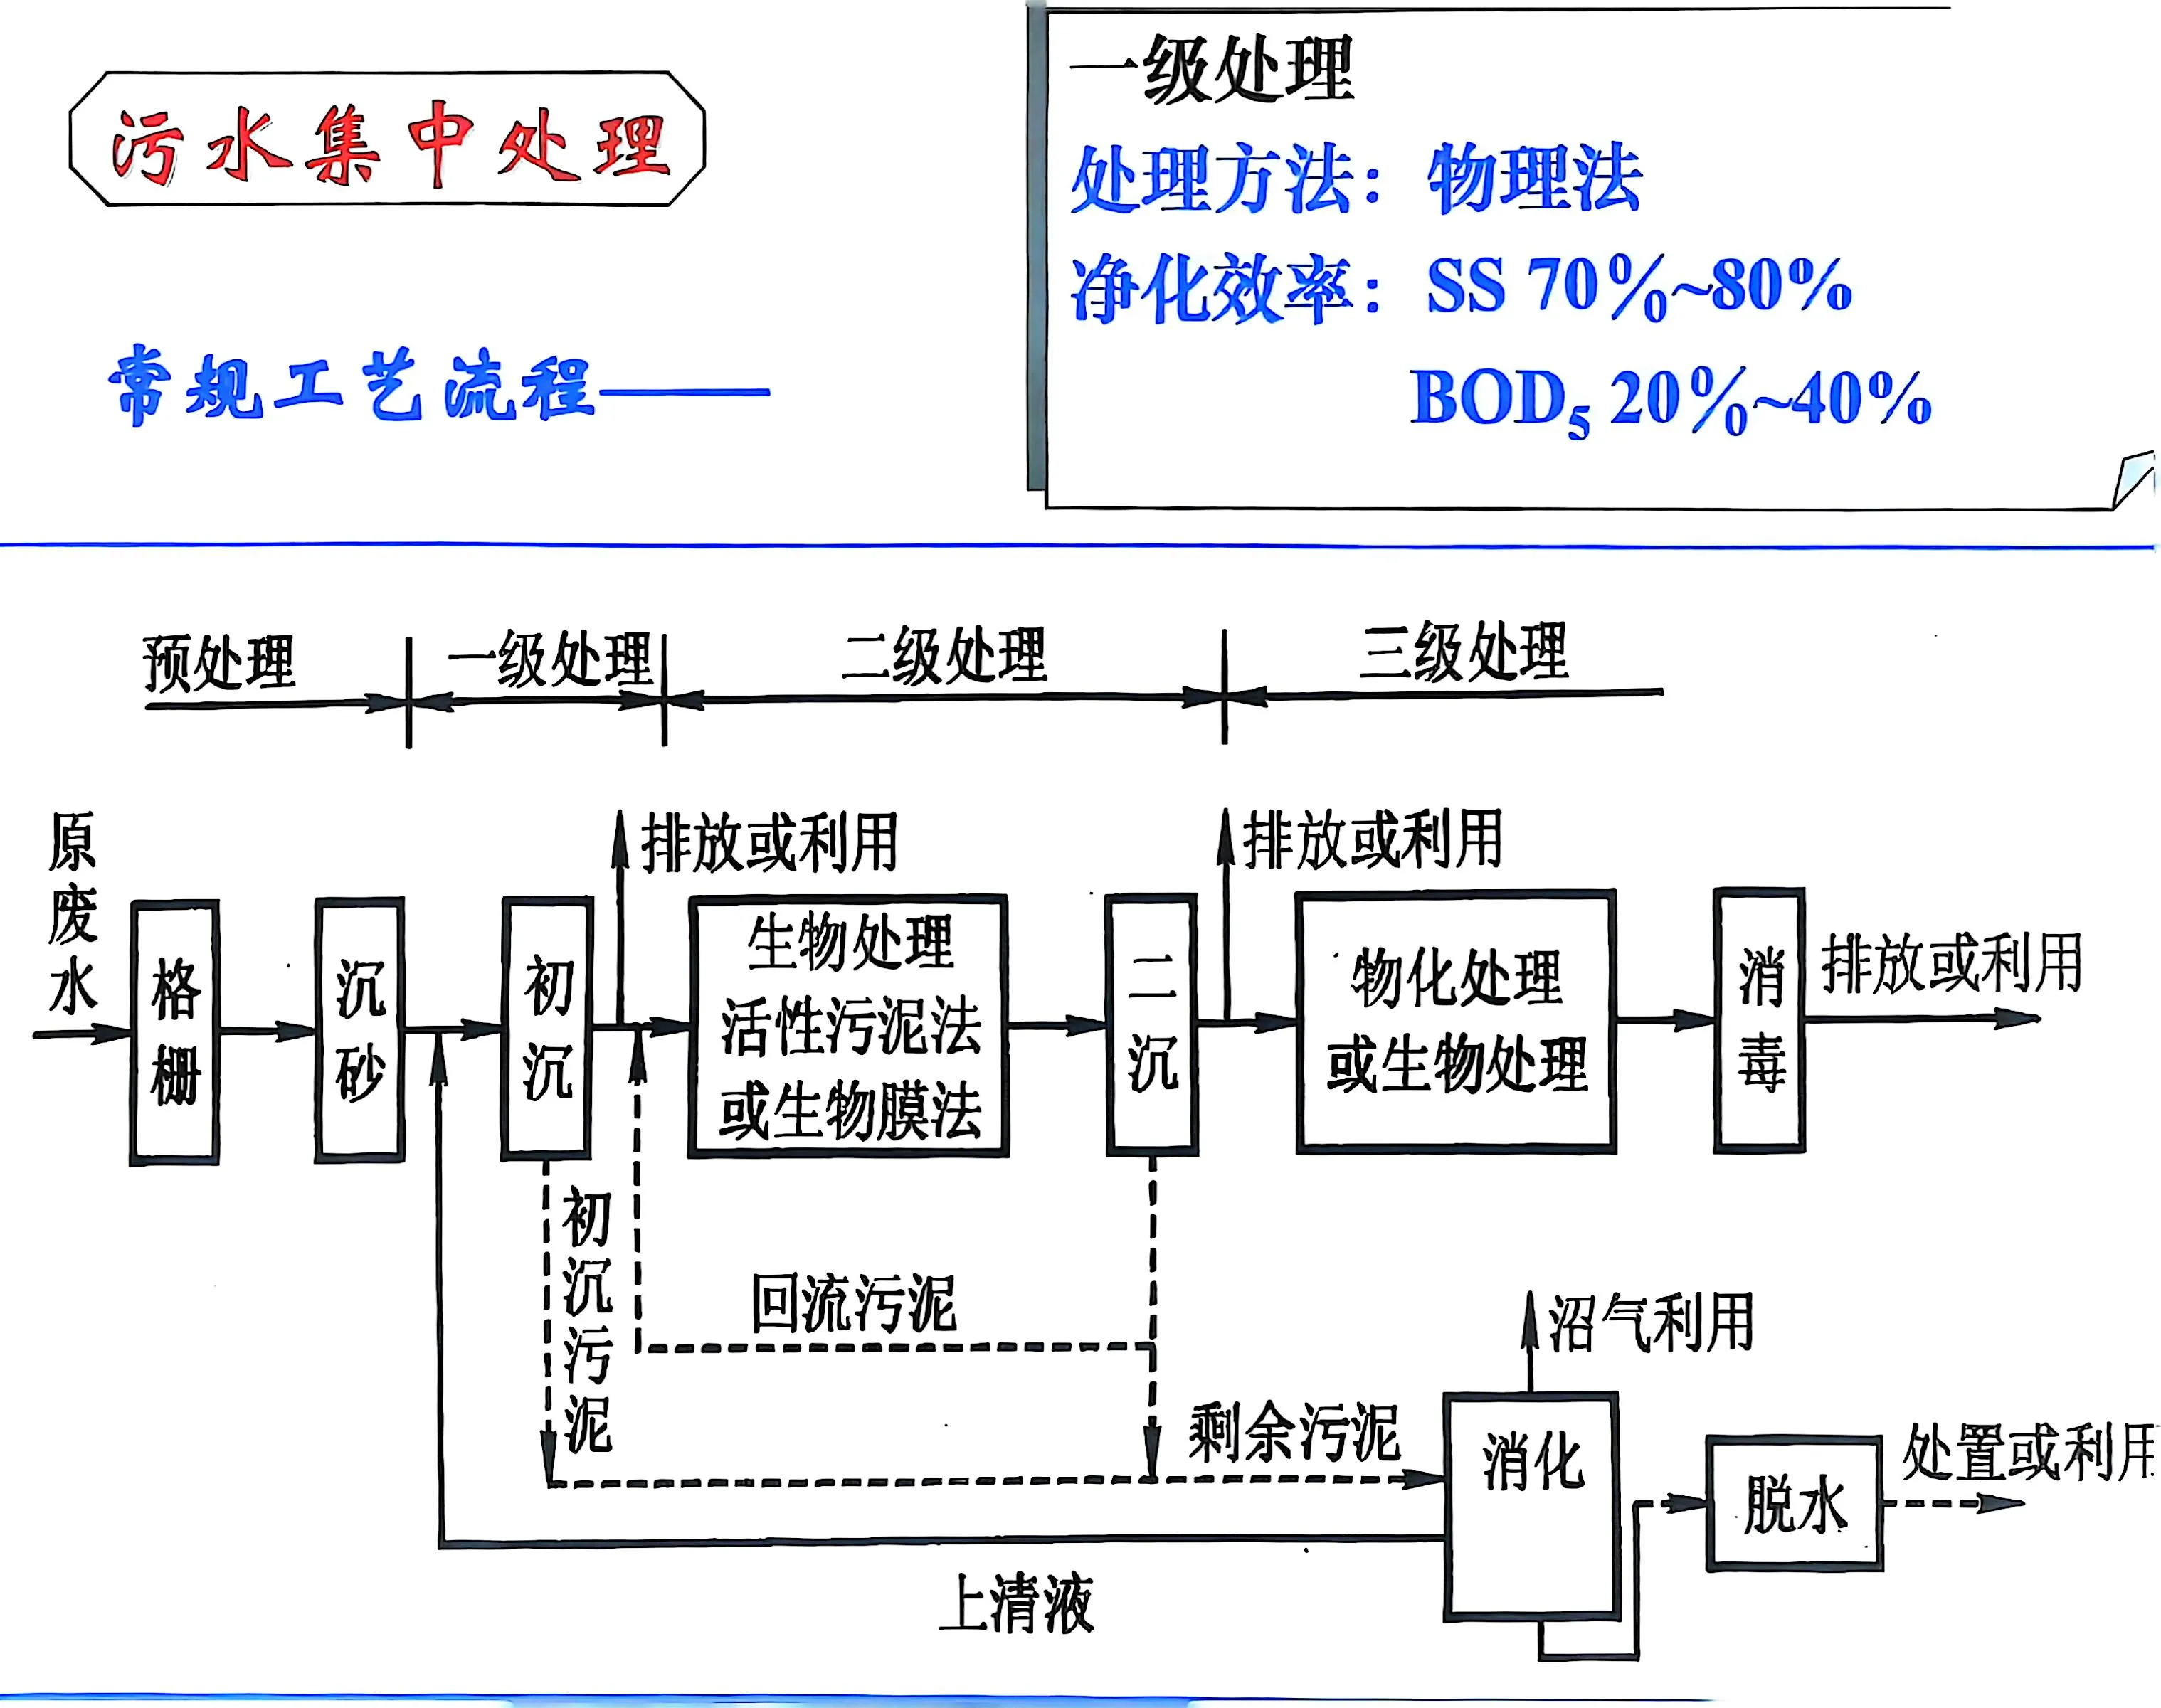 污水集中处理
常规工艺流程——
一级处理
处理方法：物理法
净化效率：SS 70%~80%
BOD₅ 20%~40%
预处理
一级处理
二级处理
三级处理
原废水
格栅
沉砂
初沉
排放或利用
生物处理
活性污泥法
或生物膜法
二沉
排放或利用
物化处理
或生物处理
消毒
排放或利用
初沉污泥
回流污泥
剩余污泥
沼气利用
消化
脱水
处置或利用
上清液